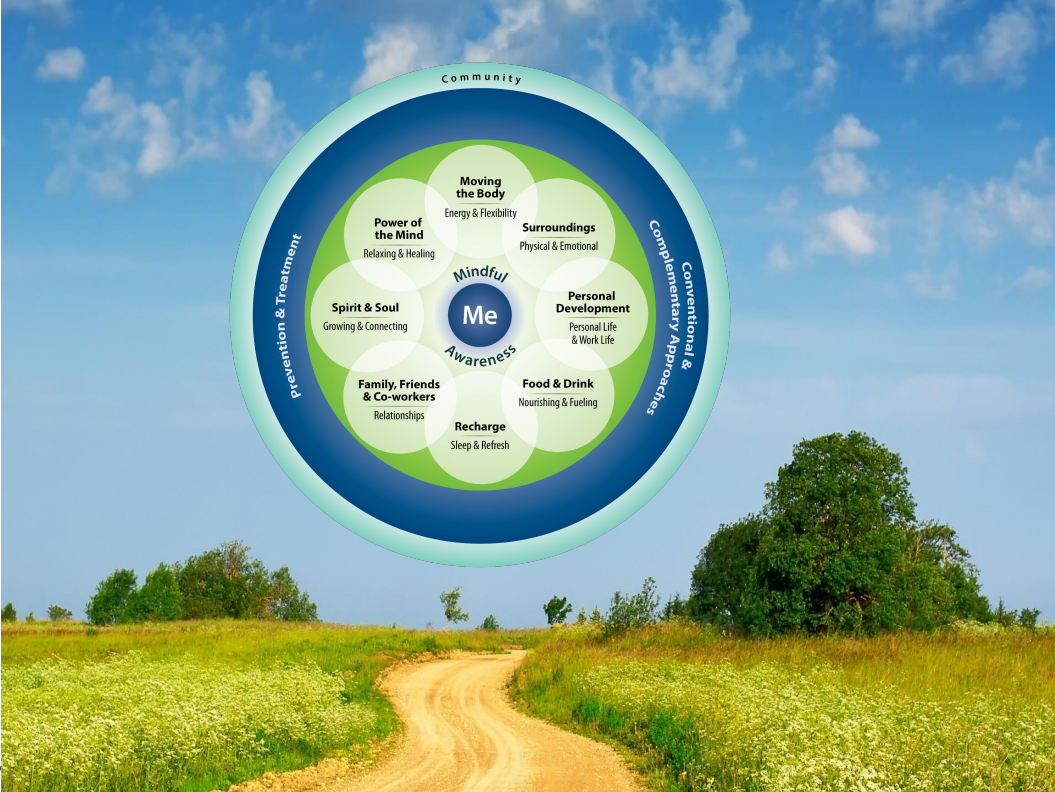 Community
Prevention & Treatment
Conventional &
Complementary Approaches
Moving
the Body
Energy & Flexibility
Surroundings
Physical & Emotional
Personal
Development
Personal Life
& Work Life
Food & Drink
Nourishing & Fueling
Recharge
Sleep & Refresh
Family, Friends
& Co-workers
Relationships
Spirit & Soul
Growing & Connecting
Power of
the Mind
Relaxing & Healing
Mindful
Me
Awareness